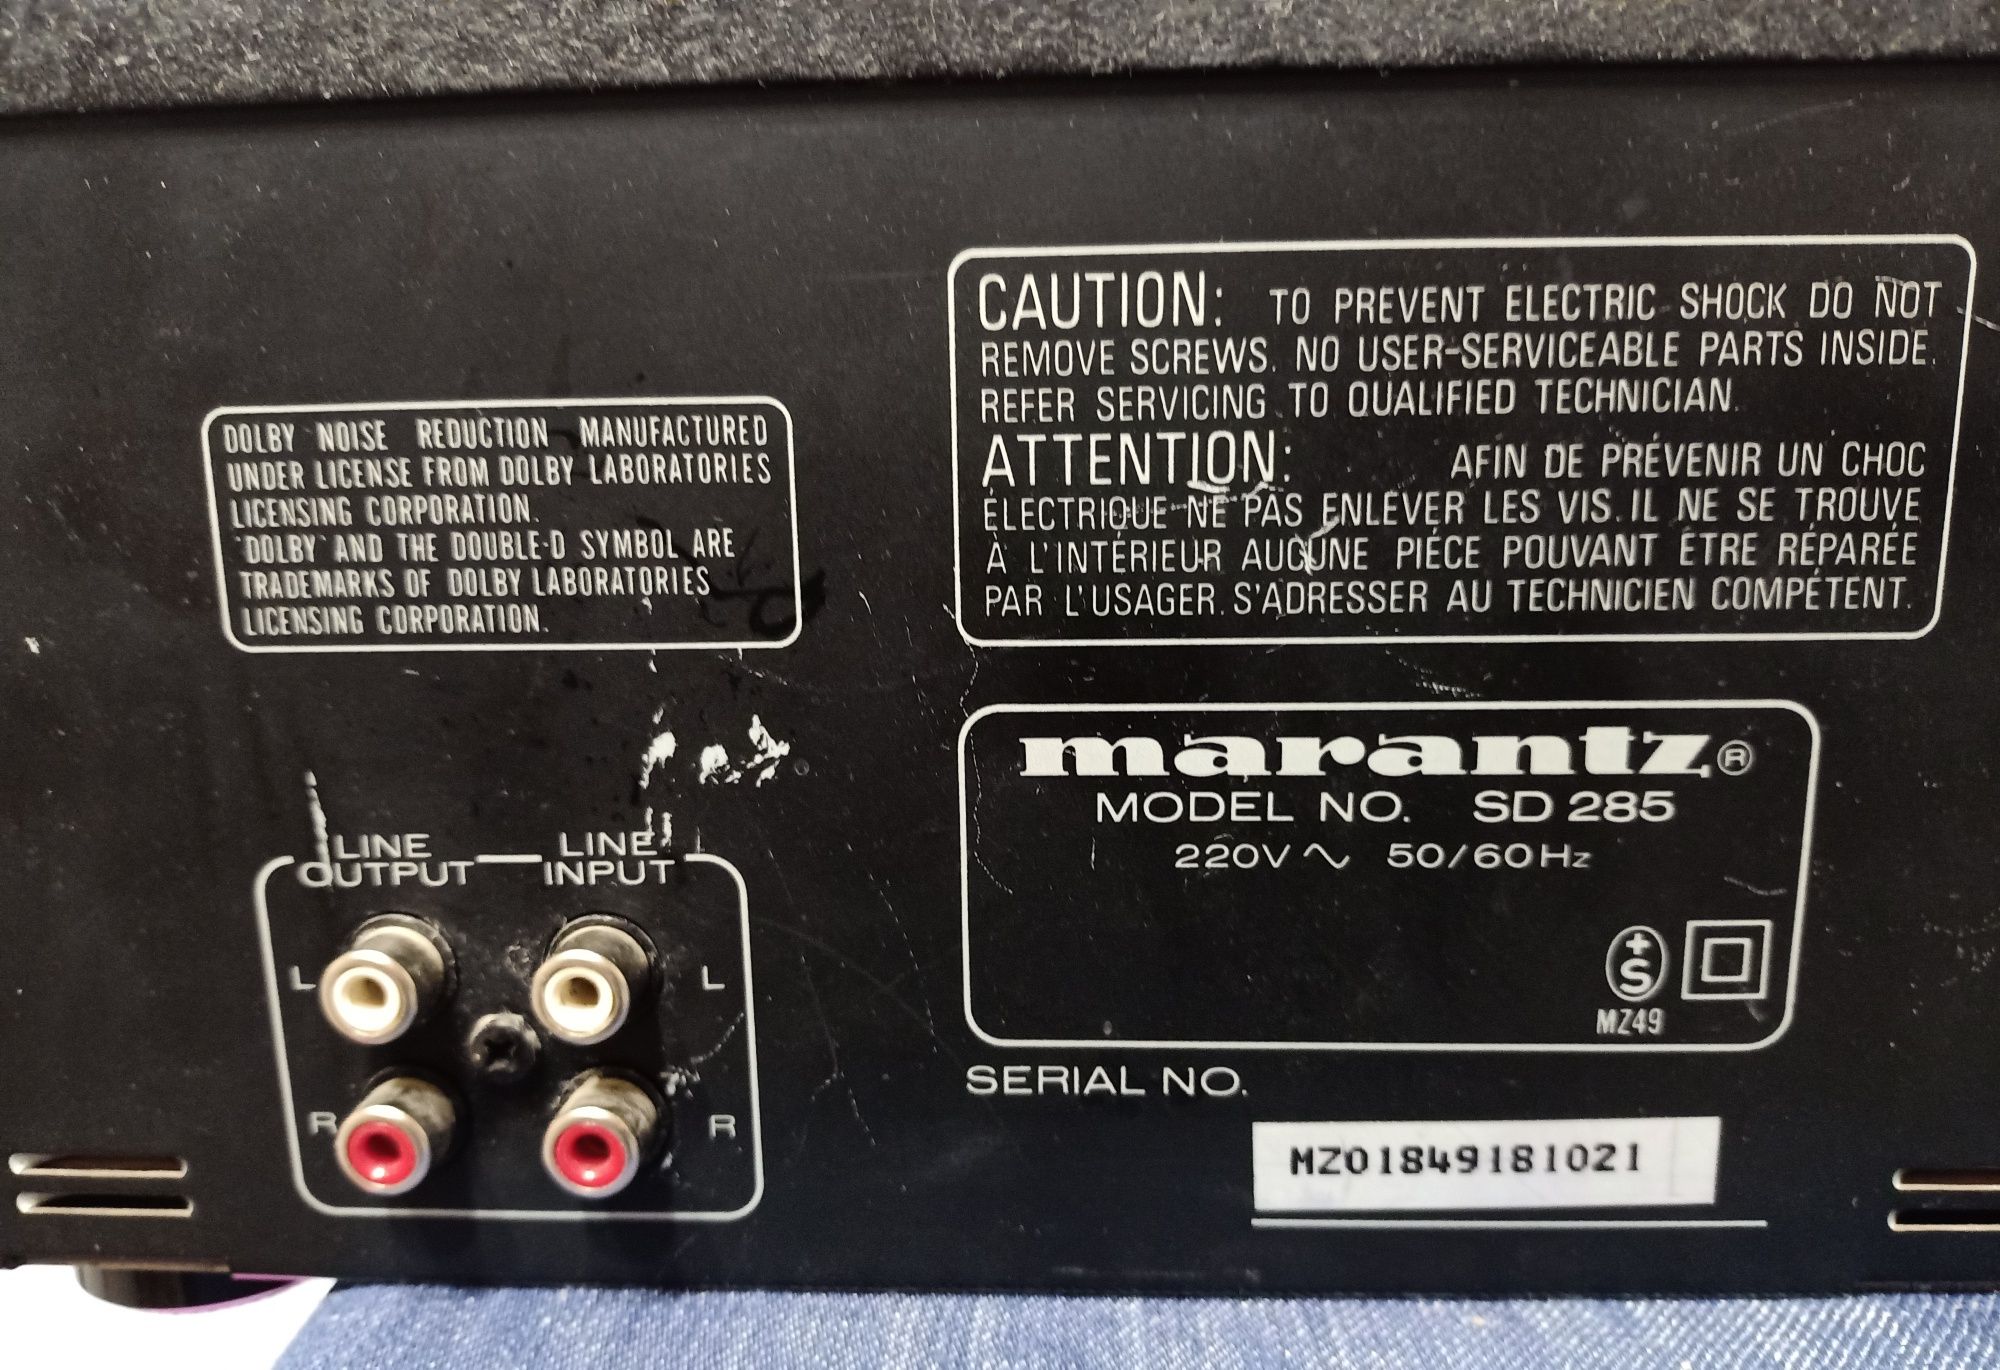 DOLBY NOISE REDUCTION MANUFACTURED
UNDER LICENSE FROM DOLBY LABORATORIES
LICENSING CORPORATION.
"DOLBY" AND THE DOUBLE-D SYMBOL ARE
TRADEMARKS OF DOLBY LABORATORIES
LICENSING CORPORATION.
CAUTION: TO PREVENT ELECTRIC SHOCK DO NOT
REMOVE SCREWS. NO USER-SERVICEABLE PARTS INSIDE.
REFER SERVICING TO QUALIFIED TECHNICIAN.
ATTENTION: AFIN DE PRÉVENIR UN CHOC
ÉLECTRIQUE NE PAS ENLEVER LES VIS. IL NE SE TROUVE
À L'INTÉRIEUR AUCUNE PIÉCE POUVANT ÉTRE RÉPARÉE
PAR L'USAGER. S'ADRESSER AU TECHNICIEN COMPÉTENT.
LINE OUTPUT
LINE INPUT
L
L
R
R
marantz®
MODEL NO. SD 285
220V ∿ 50/60Hz
+S
MZ49
SERIAL NO.
MZ01849181021